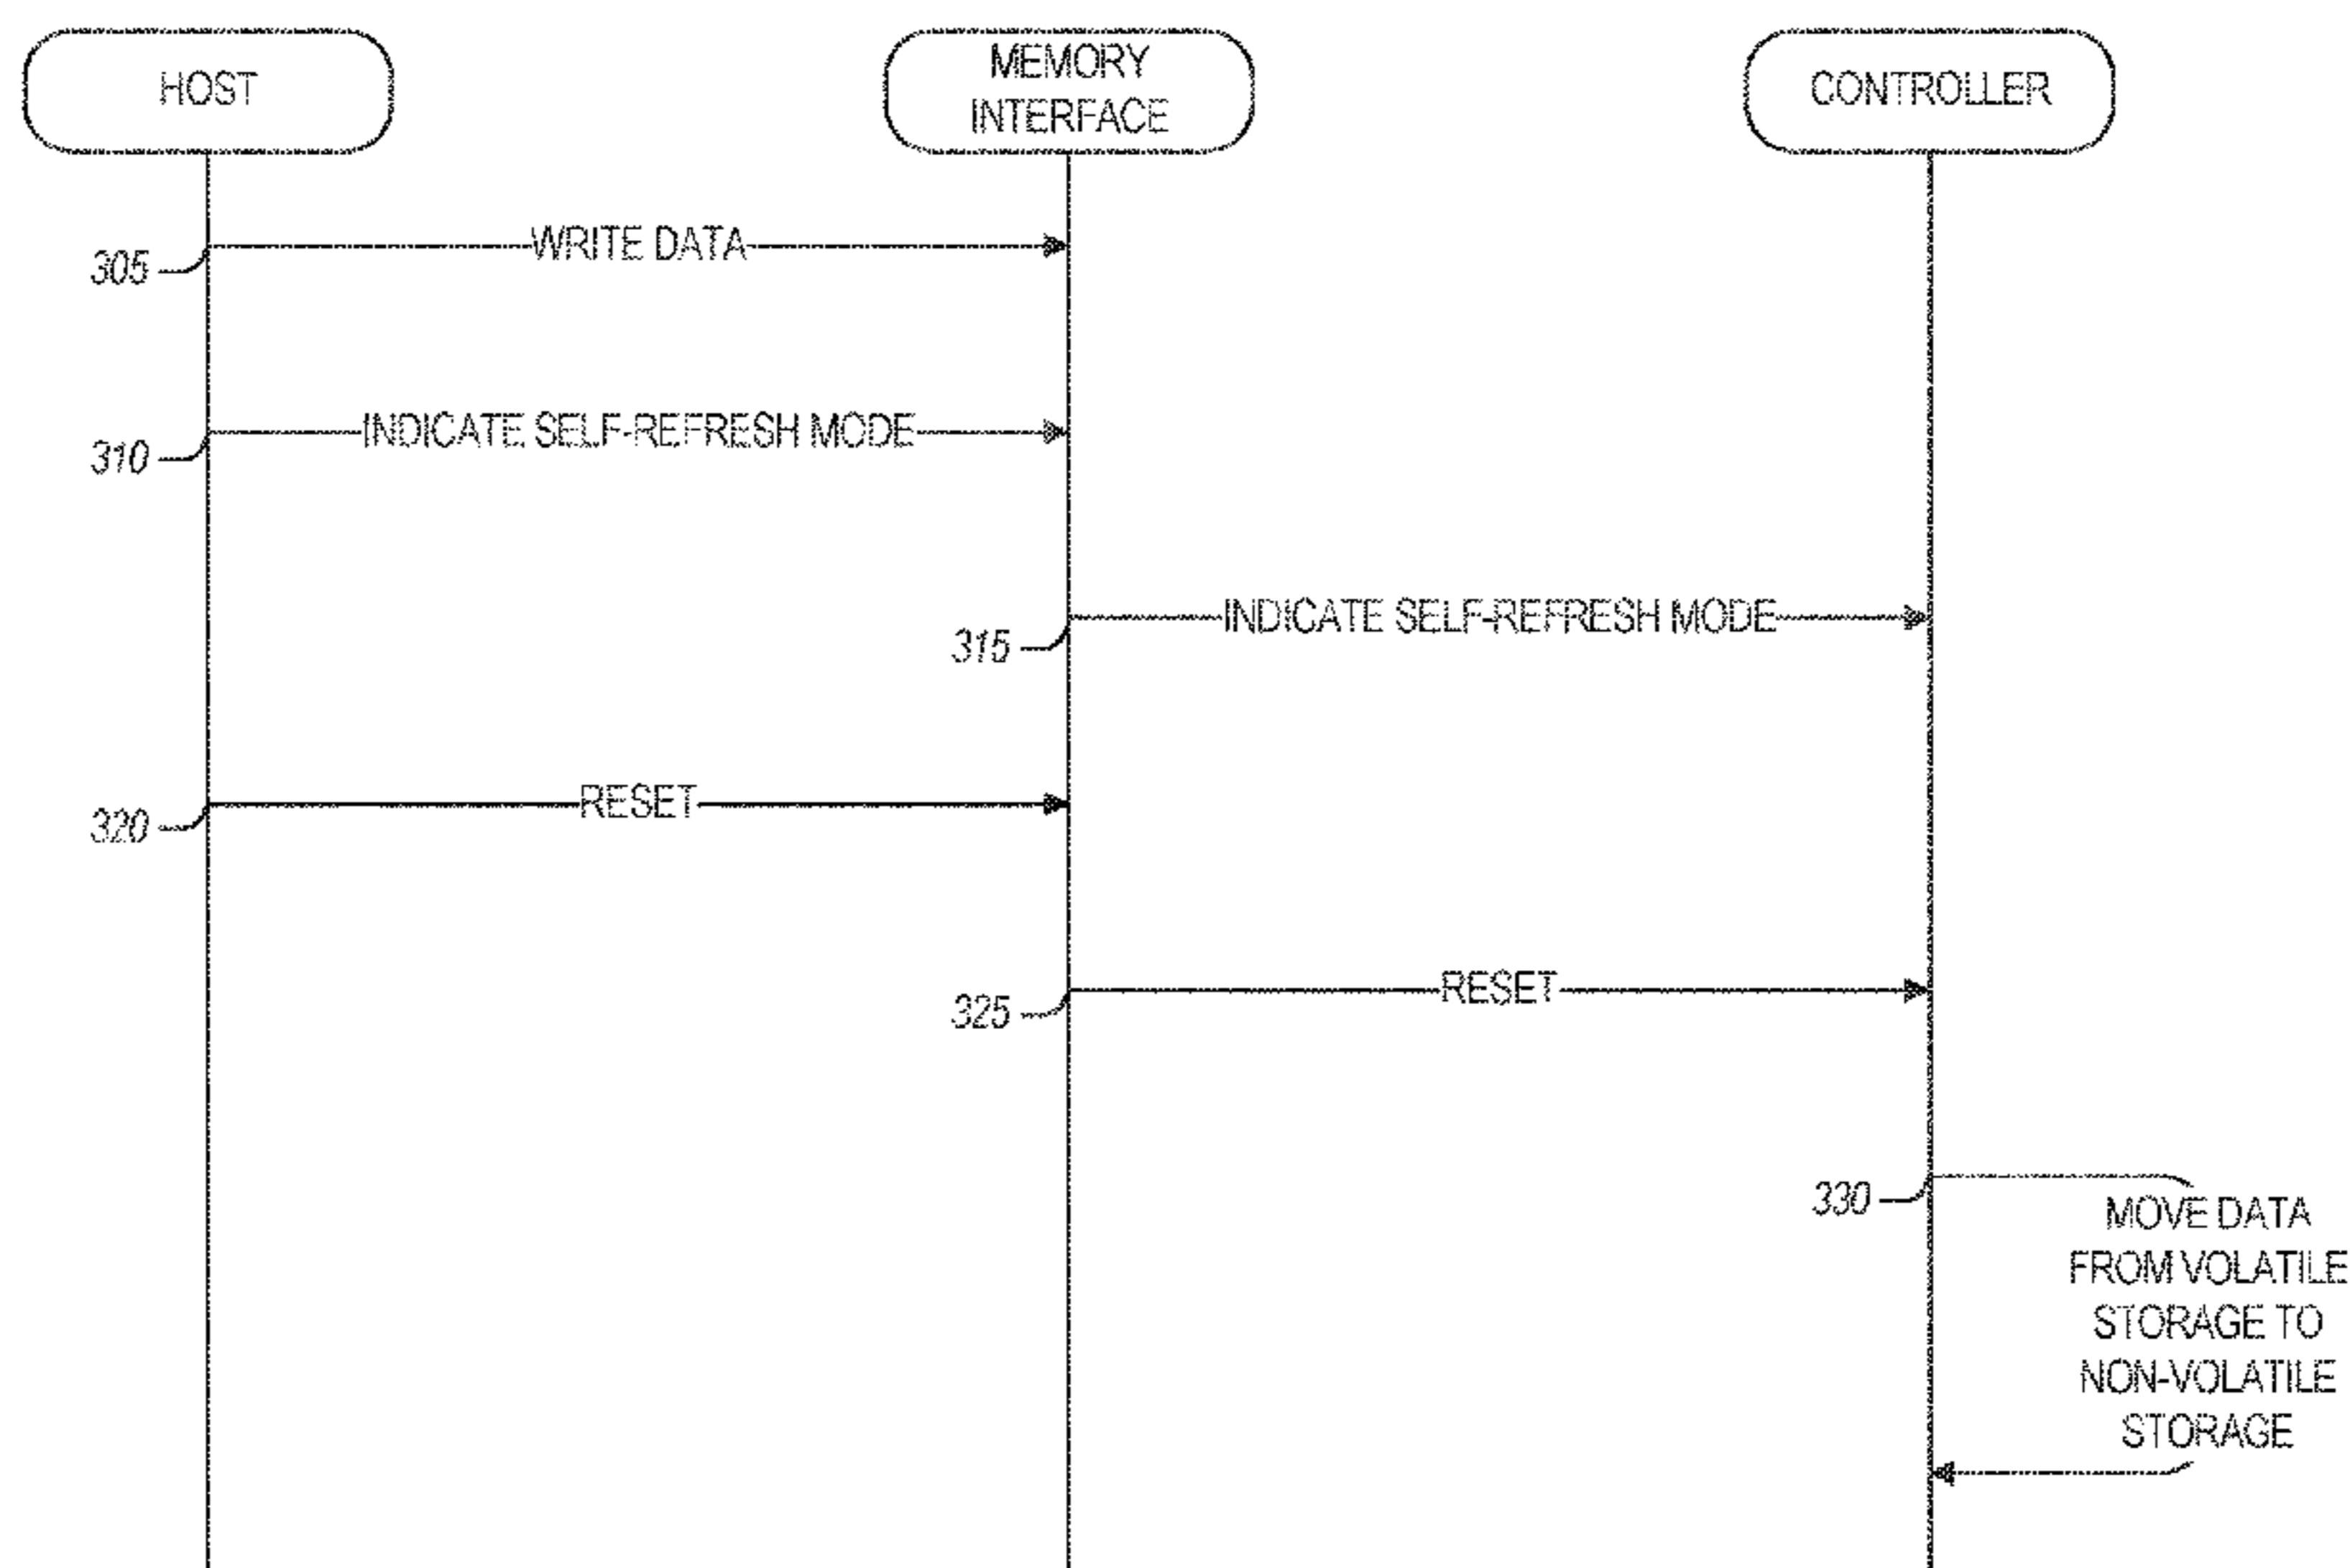 HOST
MEMORY
INTERFACE
CONTROLLER
WRITE DATA
305
INDICATE SELF-REFRESH MODE
310
INDICATE SELF-REFRESH MODE
315
RESET
320
RESET
325
330
MOVE DATA
FROM VOLATILE
STORAGE TO
NON-VOLATILE
STORAGE